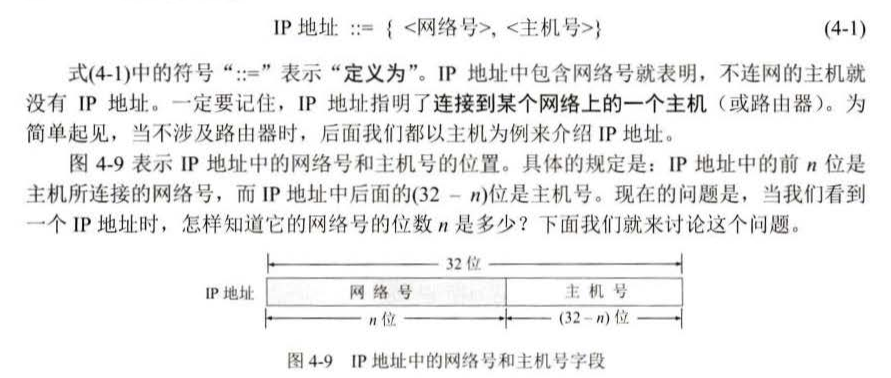 IP 地址 ::= { <网络号>, <主机号>} (4-1)
式(4-1)中的符号“::=”表示“定义为”。IP 地址中包含网络号就表明，不连网的主机就
没有 IP 地址。一定要记住，IP 地址指明了连接到某个网络上的一个主机（或路由器）。为
简单起见，当不涉及路由器时，后面我们都以主机为例来介绍 IP 地址。
图 4-9 表示 IP 地址中的网络号和主机号的位置。具体的规定是：IP 地址中的前 n 位是
主机所连接的网络号，而 IP 地址中后面的(32 − n)位是主机号。现在的问题是，当我们看到
一个 IP 地址时，怎样知道它的网络号的位数 n 是多少？下面我们就来讨论这个问题。
32 位
IP 地址 网 络 号 主 机 号
n 位 (32 − n) 位
图 4-9 IP 地址中的网络号和主机号字段